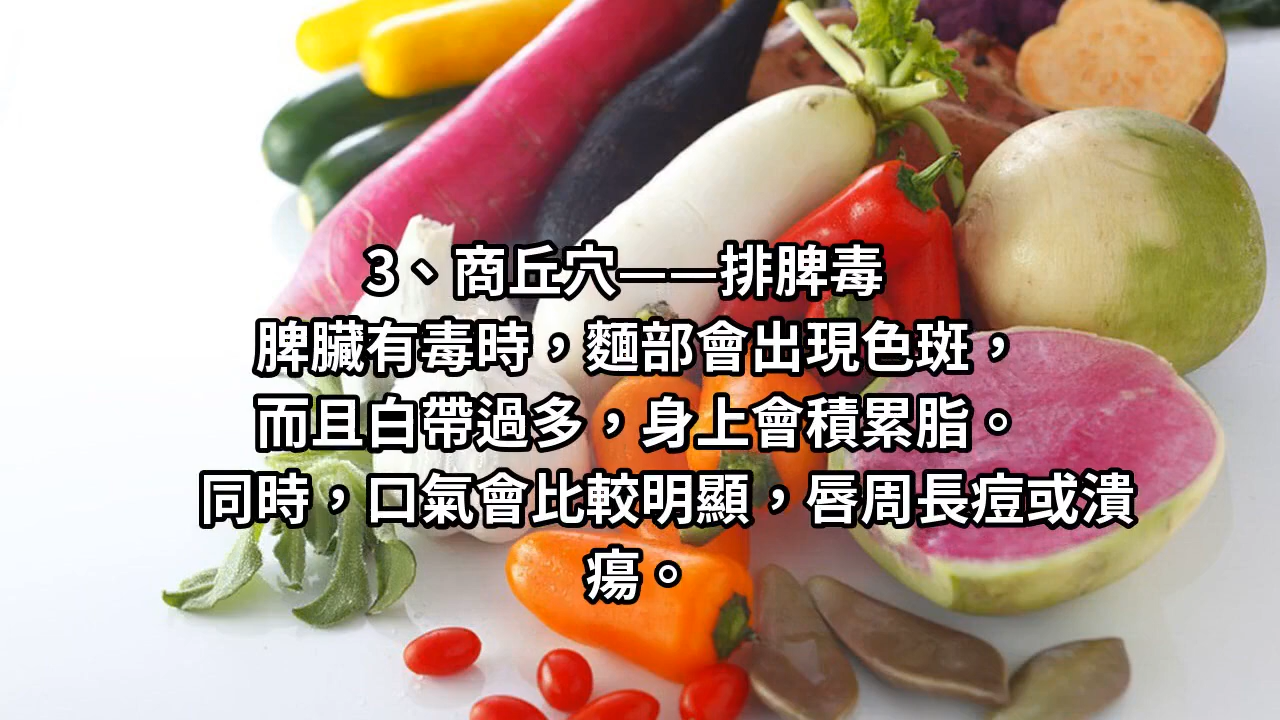 3、商丘穴——排脾毒
脾臟有毒時，麵部會出現色斑，
而且白帶過多，身上會積累脂。
同時，口氣會比較明顯，唇周長痘或潰
瘍。